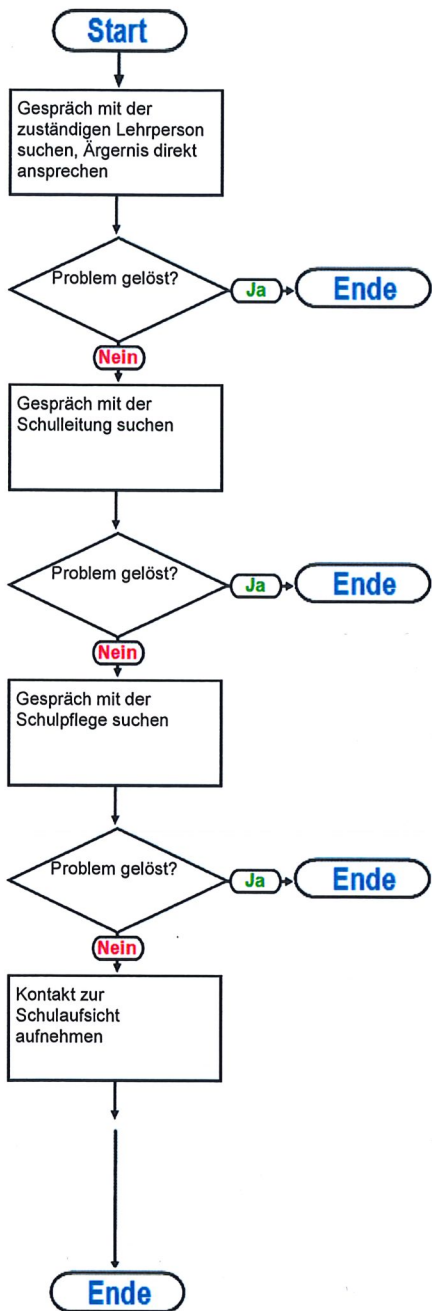 Start
Gespräch mit der
zuständigen Lehrperson
suchen, Ärgernis direkt
ansprechen
Problem gelöst?
Ja
Ende
Nein
Gespräch mit der
Schulleitung suchen
Problem gelöst?
Ja
Ende
Nein
Gespräch mit der
Schulpflege suchen
Problem gelöst?
Ja
Ende
Nein
Kontakt zur
Schulaufsicht
aufnehmen
Ende